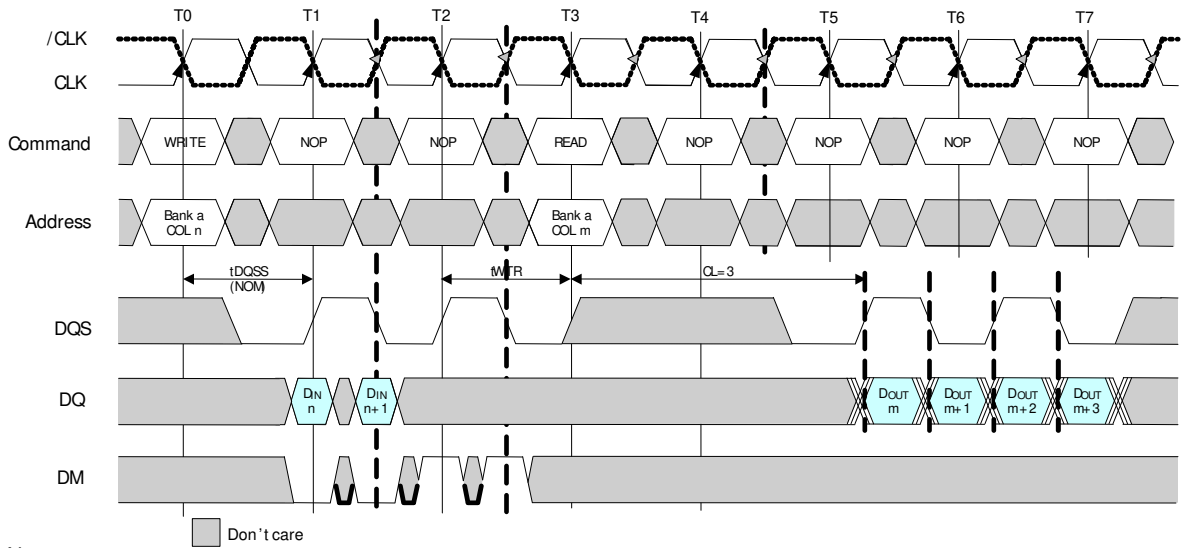 T0 T1 T2 T3 T4 T5 T6 T7
/CLK
CLK
Command WRITE NOP NOP READ NOP NOP NOP NOP
Address Bank a COL n Bank a COL m
tDQSS (NOM) tWTR CL=3
DQS
DQ DIN n DIN n+1 DOUT m DOUT m+1 DOUT m+2 DOUT m+3
DM
Don't care